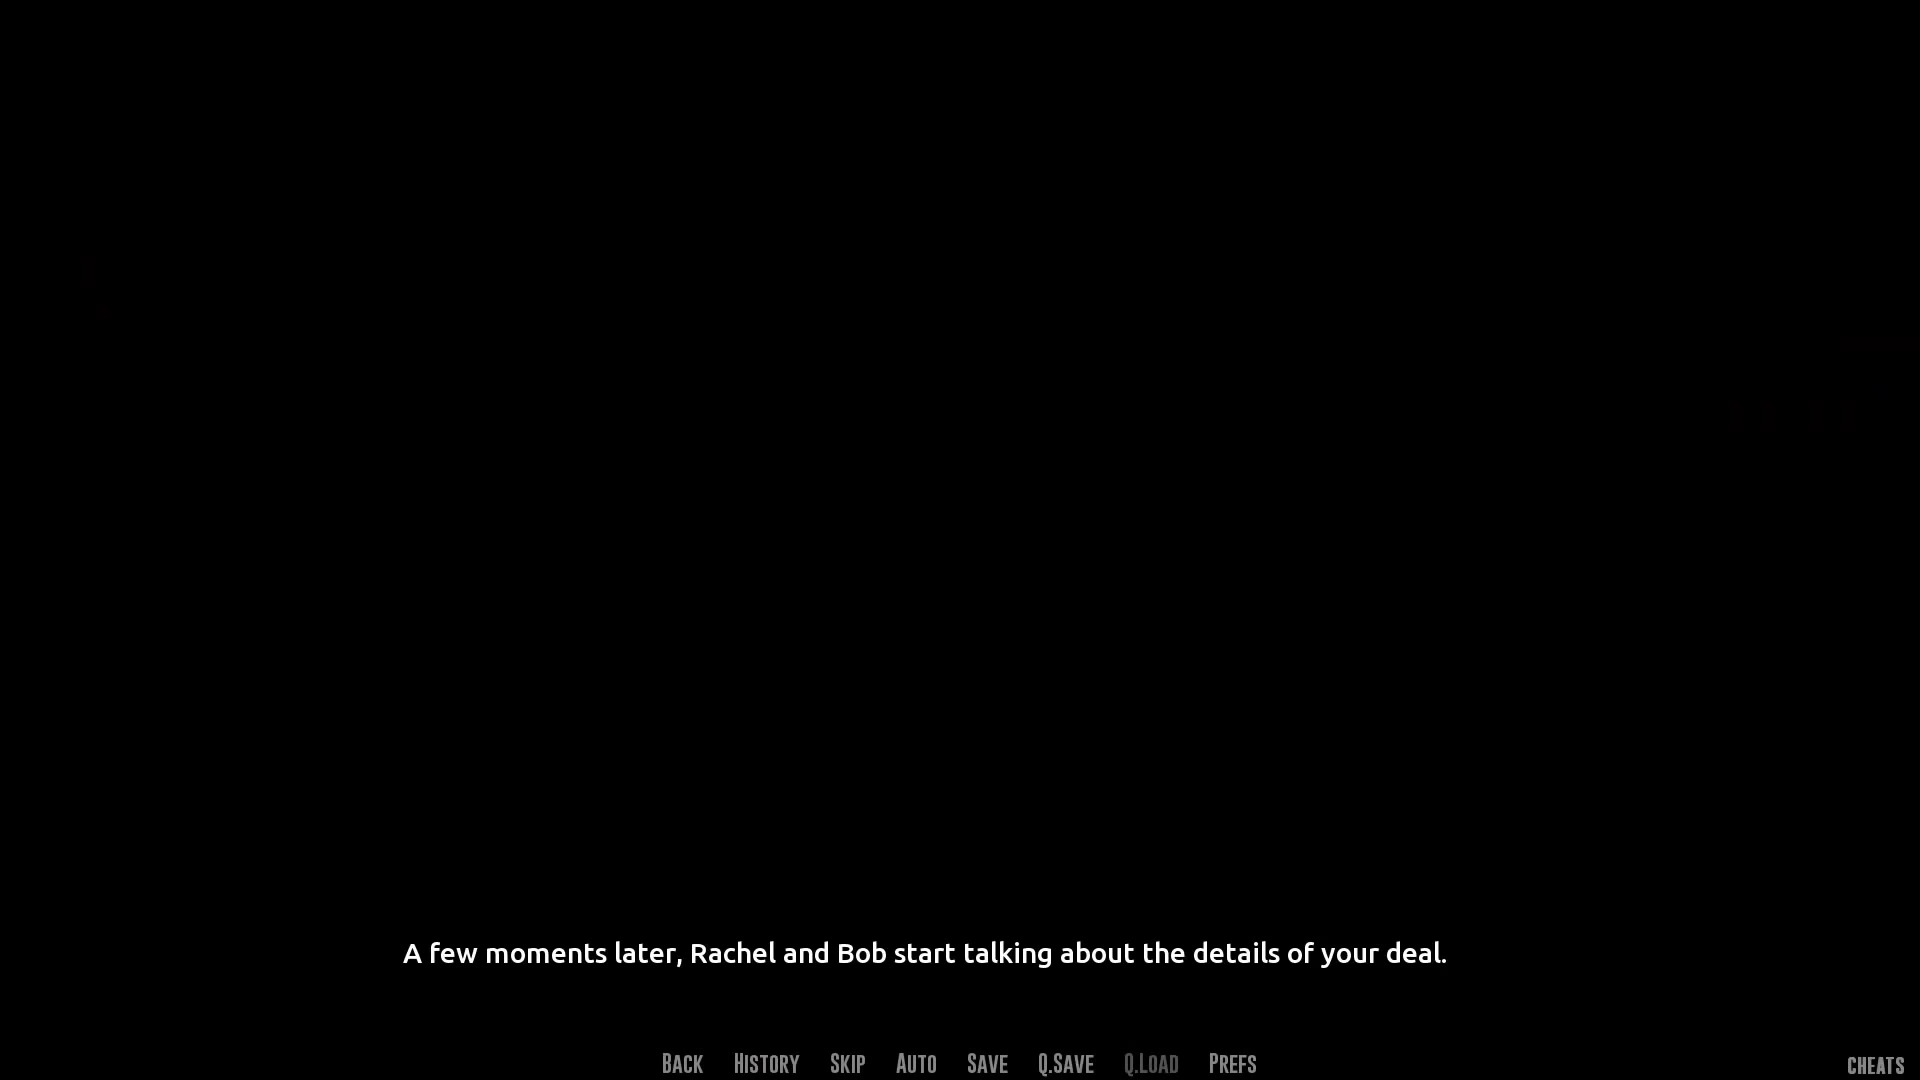 A few moments later, Rachel and Bob start talking about the details of your deal.
Back History Skip Auto Save Q.Save Q.Load Prefs
CHEATS